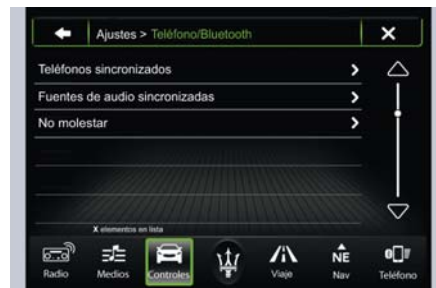 Ajustes > Teléfono/Bluetooth
Teléfonos sincronizados
Fuentes de audio sincronizadas
No molestar
X elementos en lista
Radio Medios Controles Viaje NE Nav Teléfono